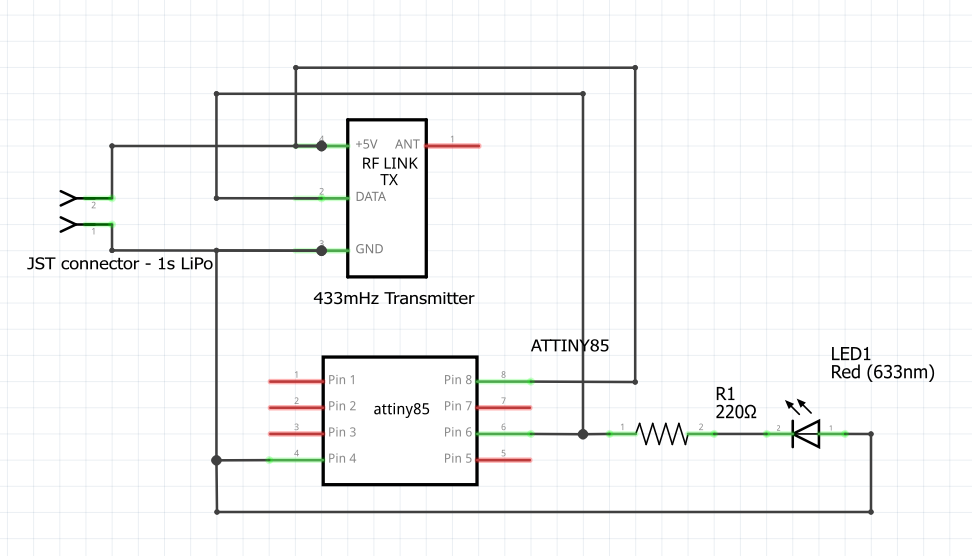 4
+5V ANT 1
RF LINK
TX
2 DATA
2
1
GND
JST connector - 1s LiPo
433mHz Transmitter
ATTINY85
LED1
Red (633nm)
1 Pin 1 Pin 8 8
R1
220Ω
2 Pin 2 attiny85 Pin 7 7
3 Pin 3 Pin 6 6 1 2 2 1
4 Pin 4 Pin 5 5